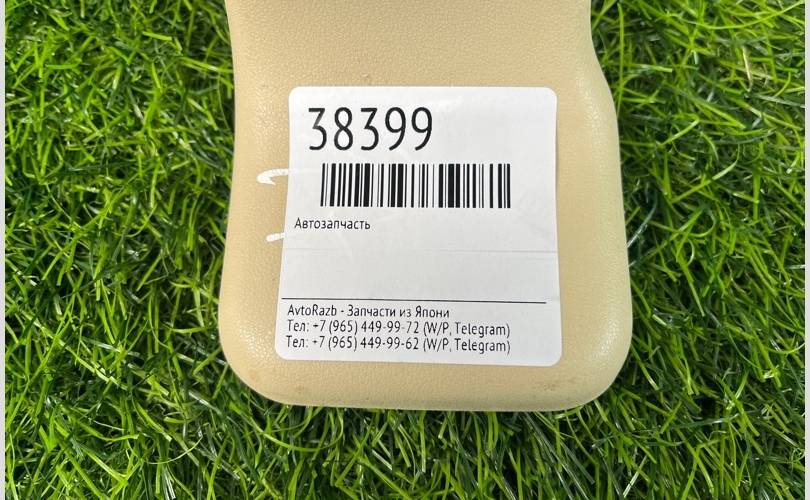 38399
Автозапчасть
AvtoRazb - Запчасти из Япони
Тел: +7 (965) 449-99-72 (W/P, Telegram)
Тел: +7 (965) 449-99-62 (W/P, Telegram)